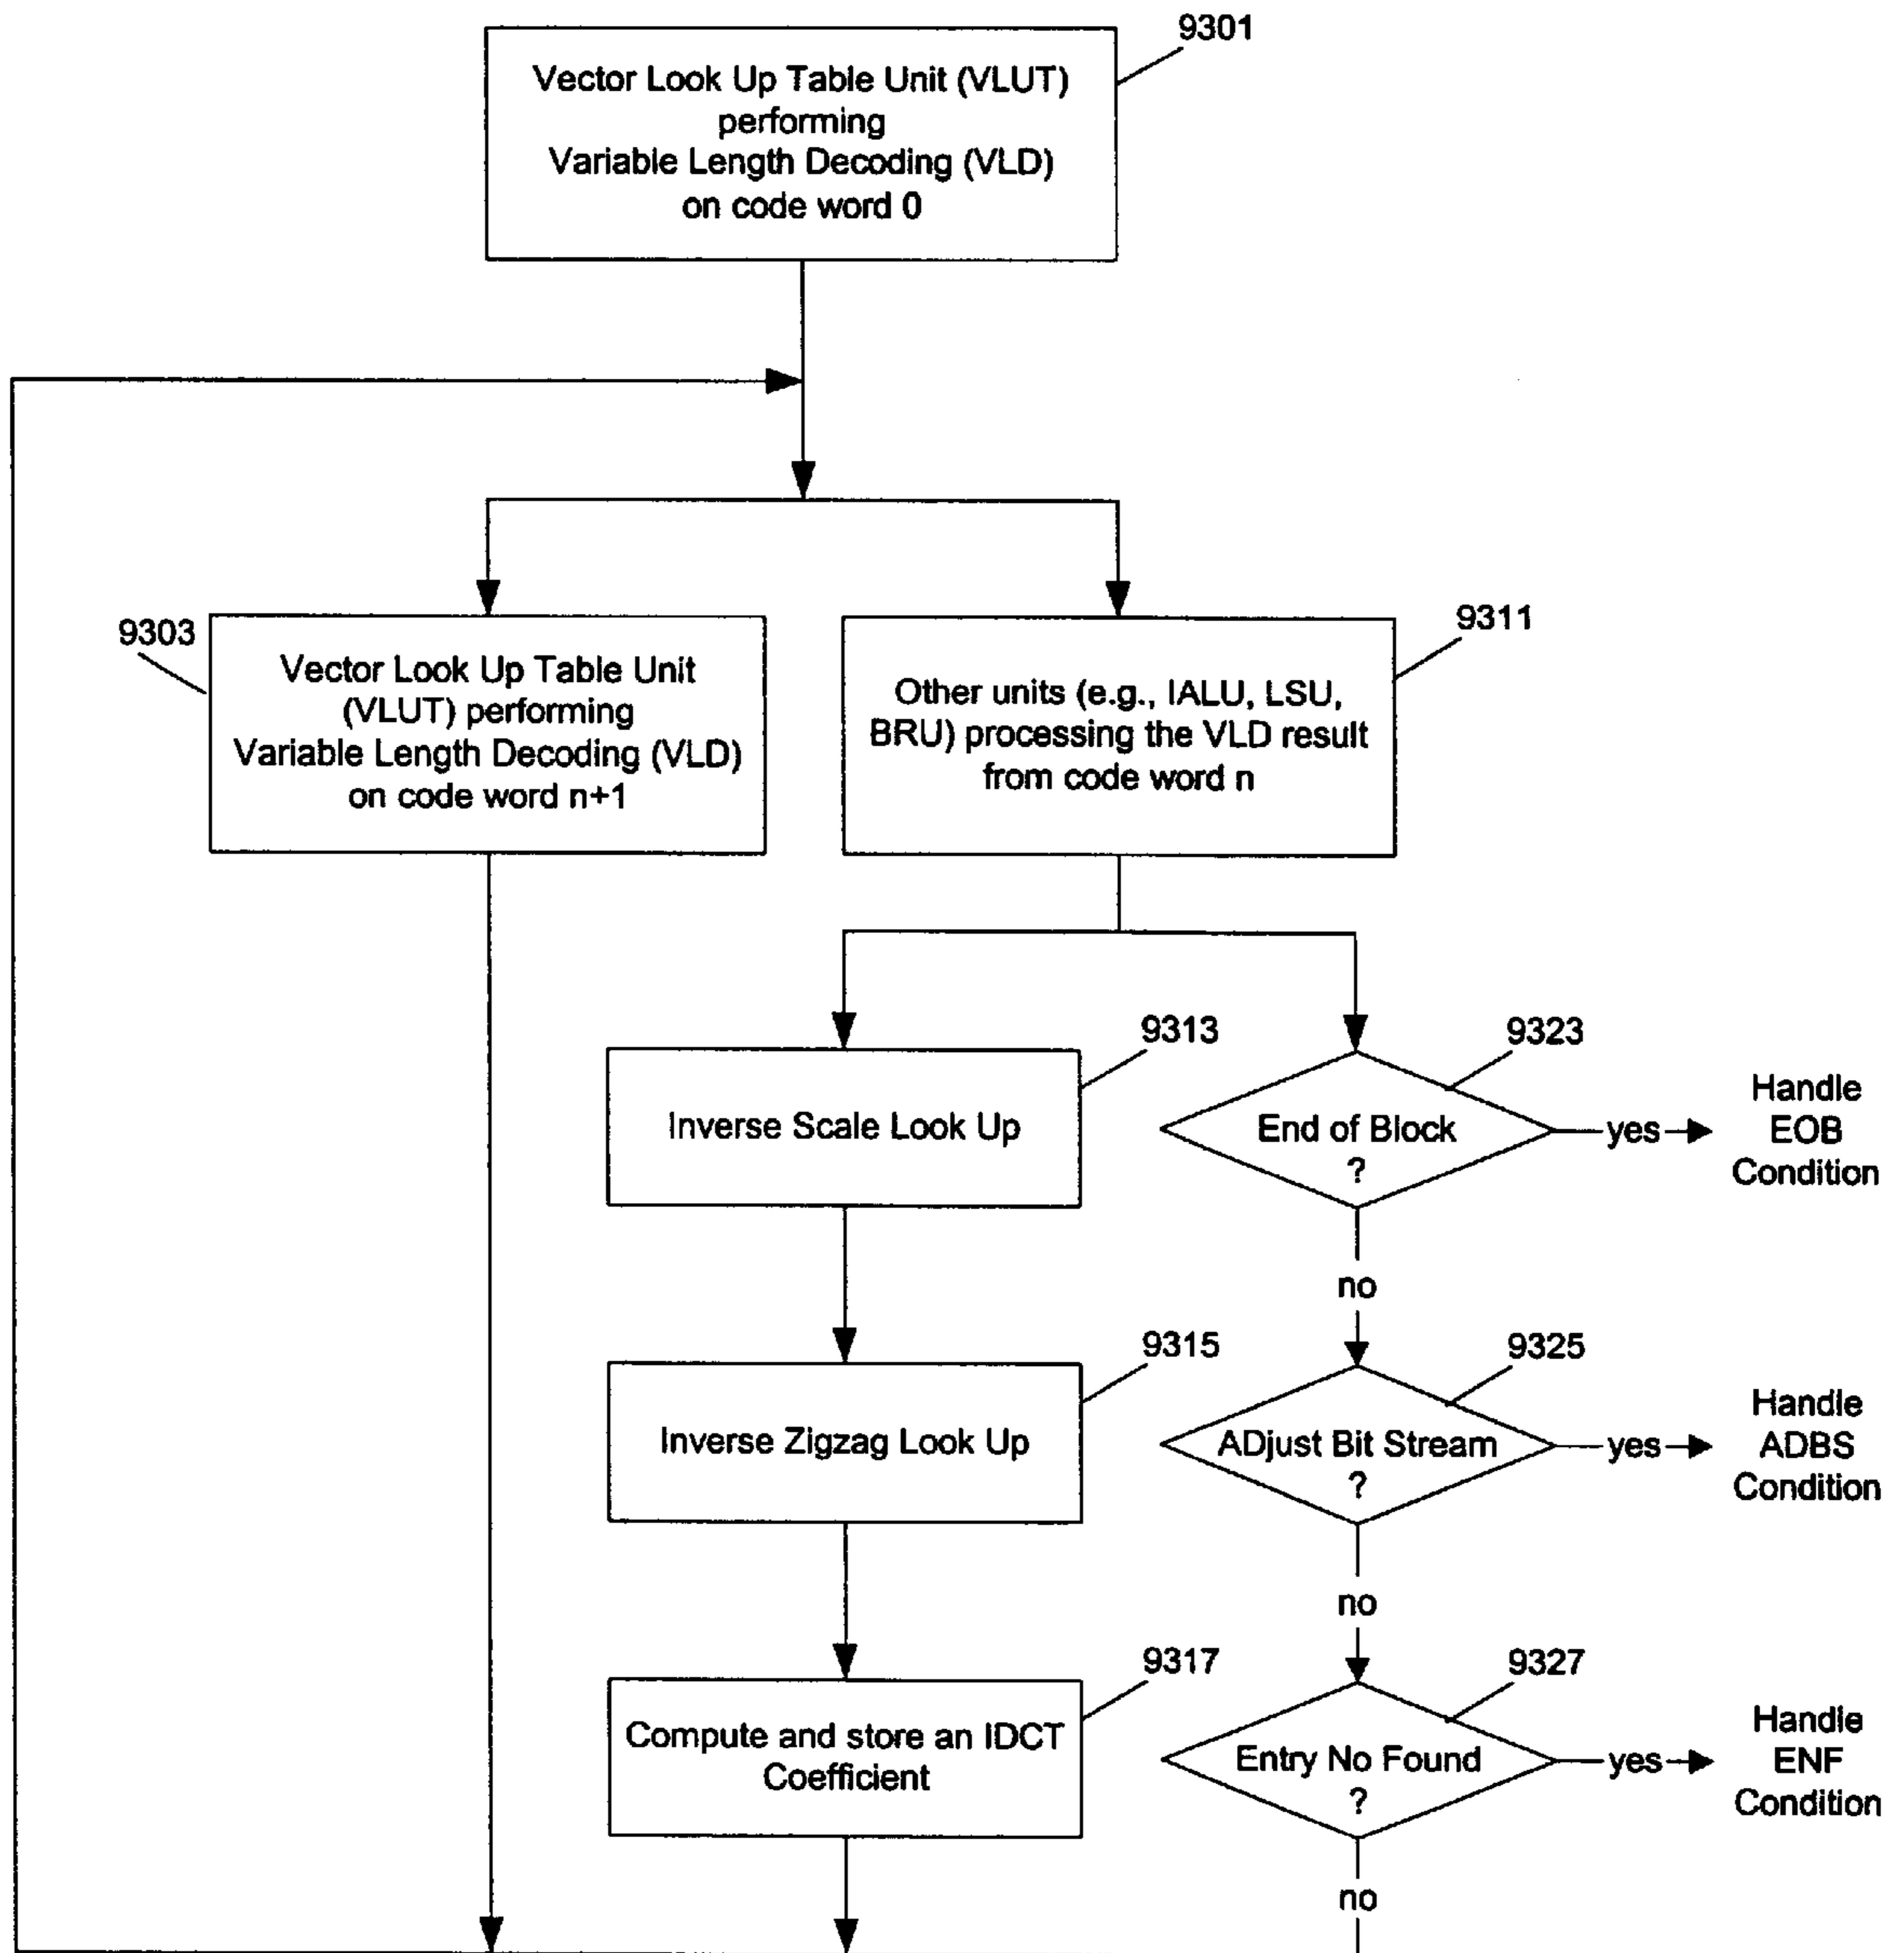 9301
Vector Look Up Table Unit (VLUT)
performing
Variable Length Decoding (VLD)
on code word 0
9303
Vector Look Up Table Unit
(VLUT) performing
Variable Length Decoding (VLD)
on code word n+1
9311
Other units (e.g., IALU, LSU,
BRU) processing the VLD result
from code word n
9313
Inverse Scale Look Up
9323
End of Block
?
yes
Handle
EOB
Condition
no
9315
Inverse Zigzag Look Up
9325
ADjust Bit Stream
?
yes
Handle
ADBS
Condition
no
9317
Compute and store an IDCT
Coefficient
9327
Entry No Found
?
yes
Handle
ENF
Condition
no